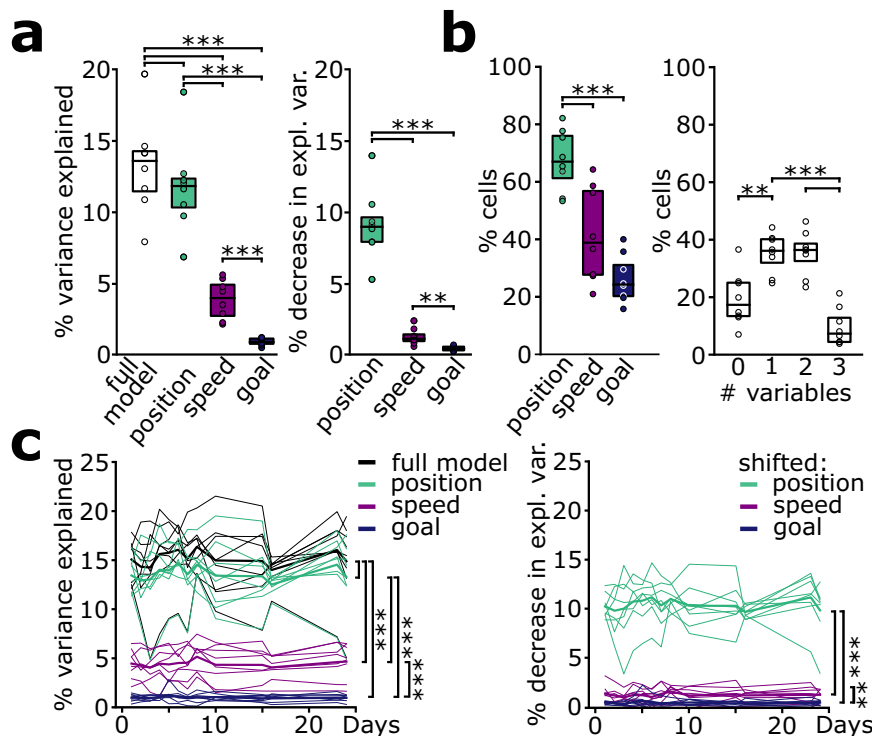 a
% variance explained
20
15
10
5
0
***
***
***
full model
position
speed
goal
% decrease in expl. var.
20
15
10
5
0
***
**
position
speed
goal
b
% cells
100
80
60
40
20
0
***
position
speed
goal
% cells
100
80
60
40
20
0
**
***
0 1 2 3
# variables
c
% variance explained
25
20
15
10
5
0
full model
position
speed
goal
***
***
***
0 10 20 Days
% decrease in expl. var.
25
20
15
10
5
0
shifted:
position
speed
goal
***
**
0 10 20 Days